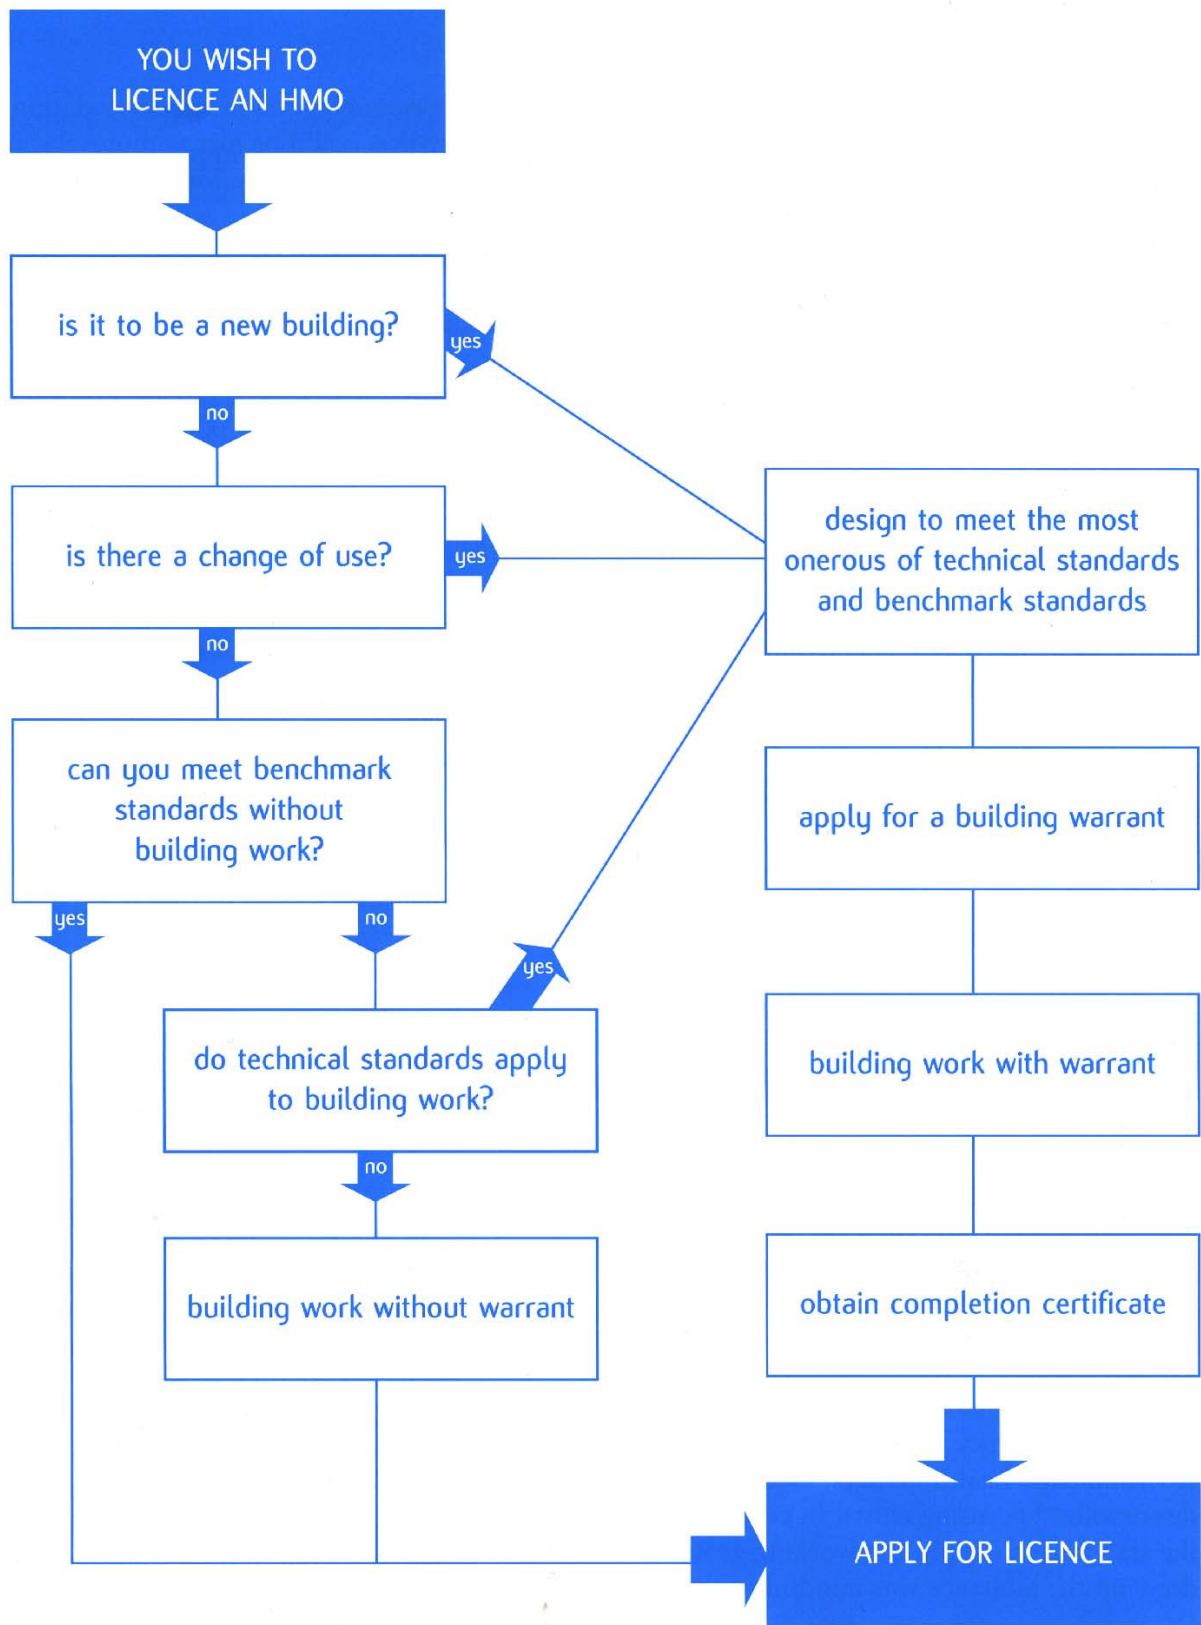 YOU WISH TO
LICENCE AN HMO
is it to be a new building?
yes
no
is there a change of use?
yes
no
can you meet benchmark
standards without
building work?
yes
no
do technical standards apply
to building work?
yes
no
building work without warrant
design to meet the most
onerous of technical standards
and benchmark standards
apply for a building warrant
building work with warrant
obtain completion certificate
APPLY FOR LICENCE